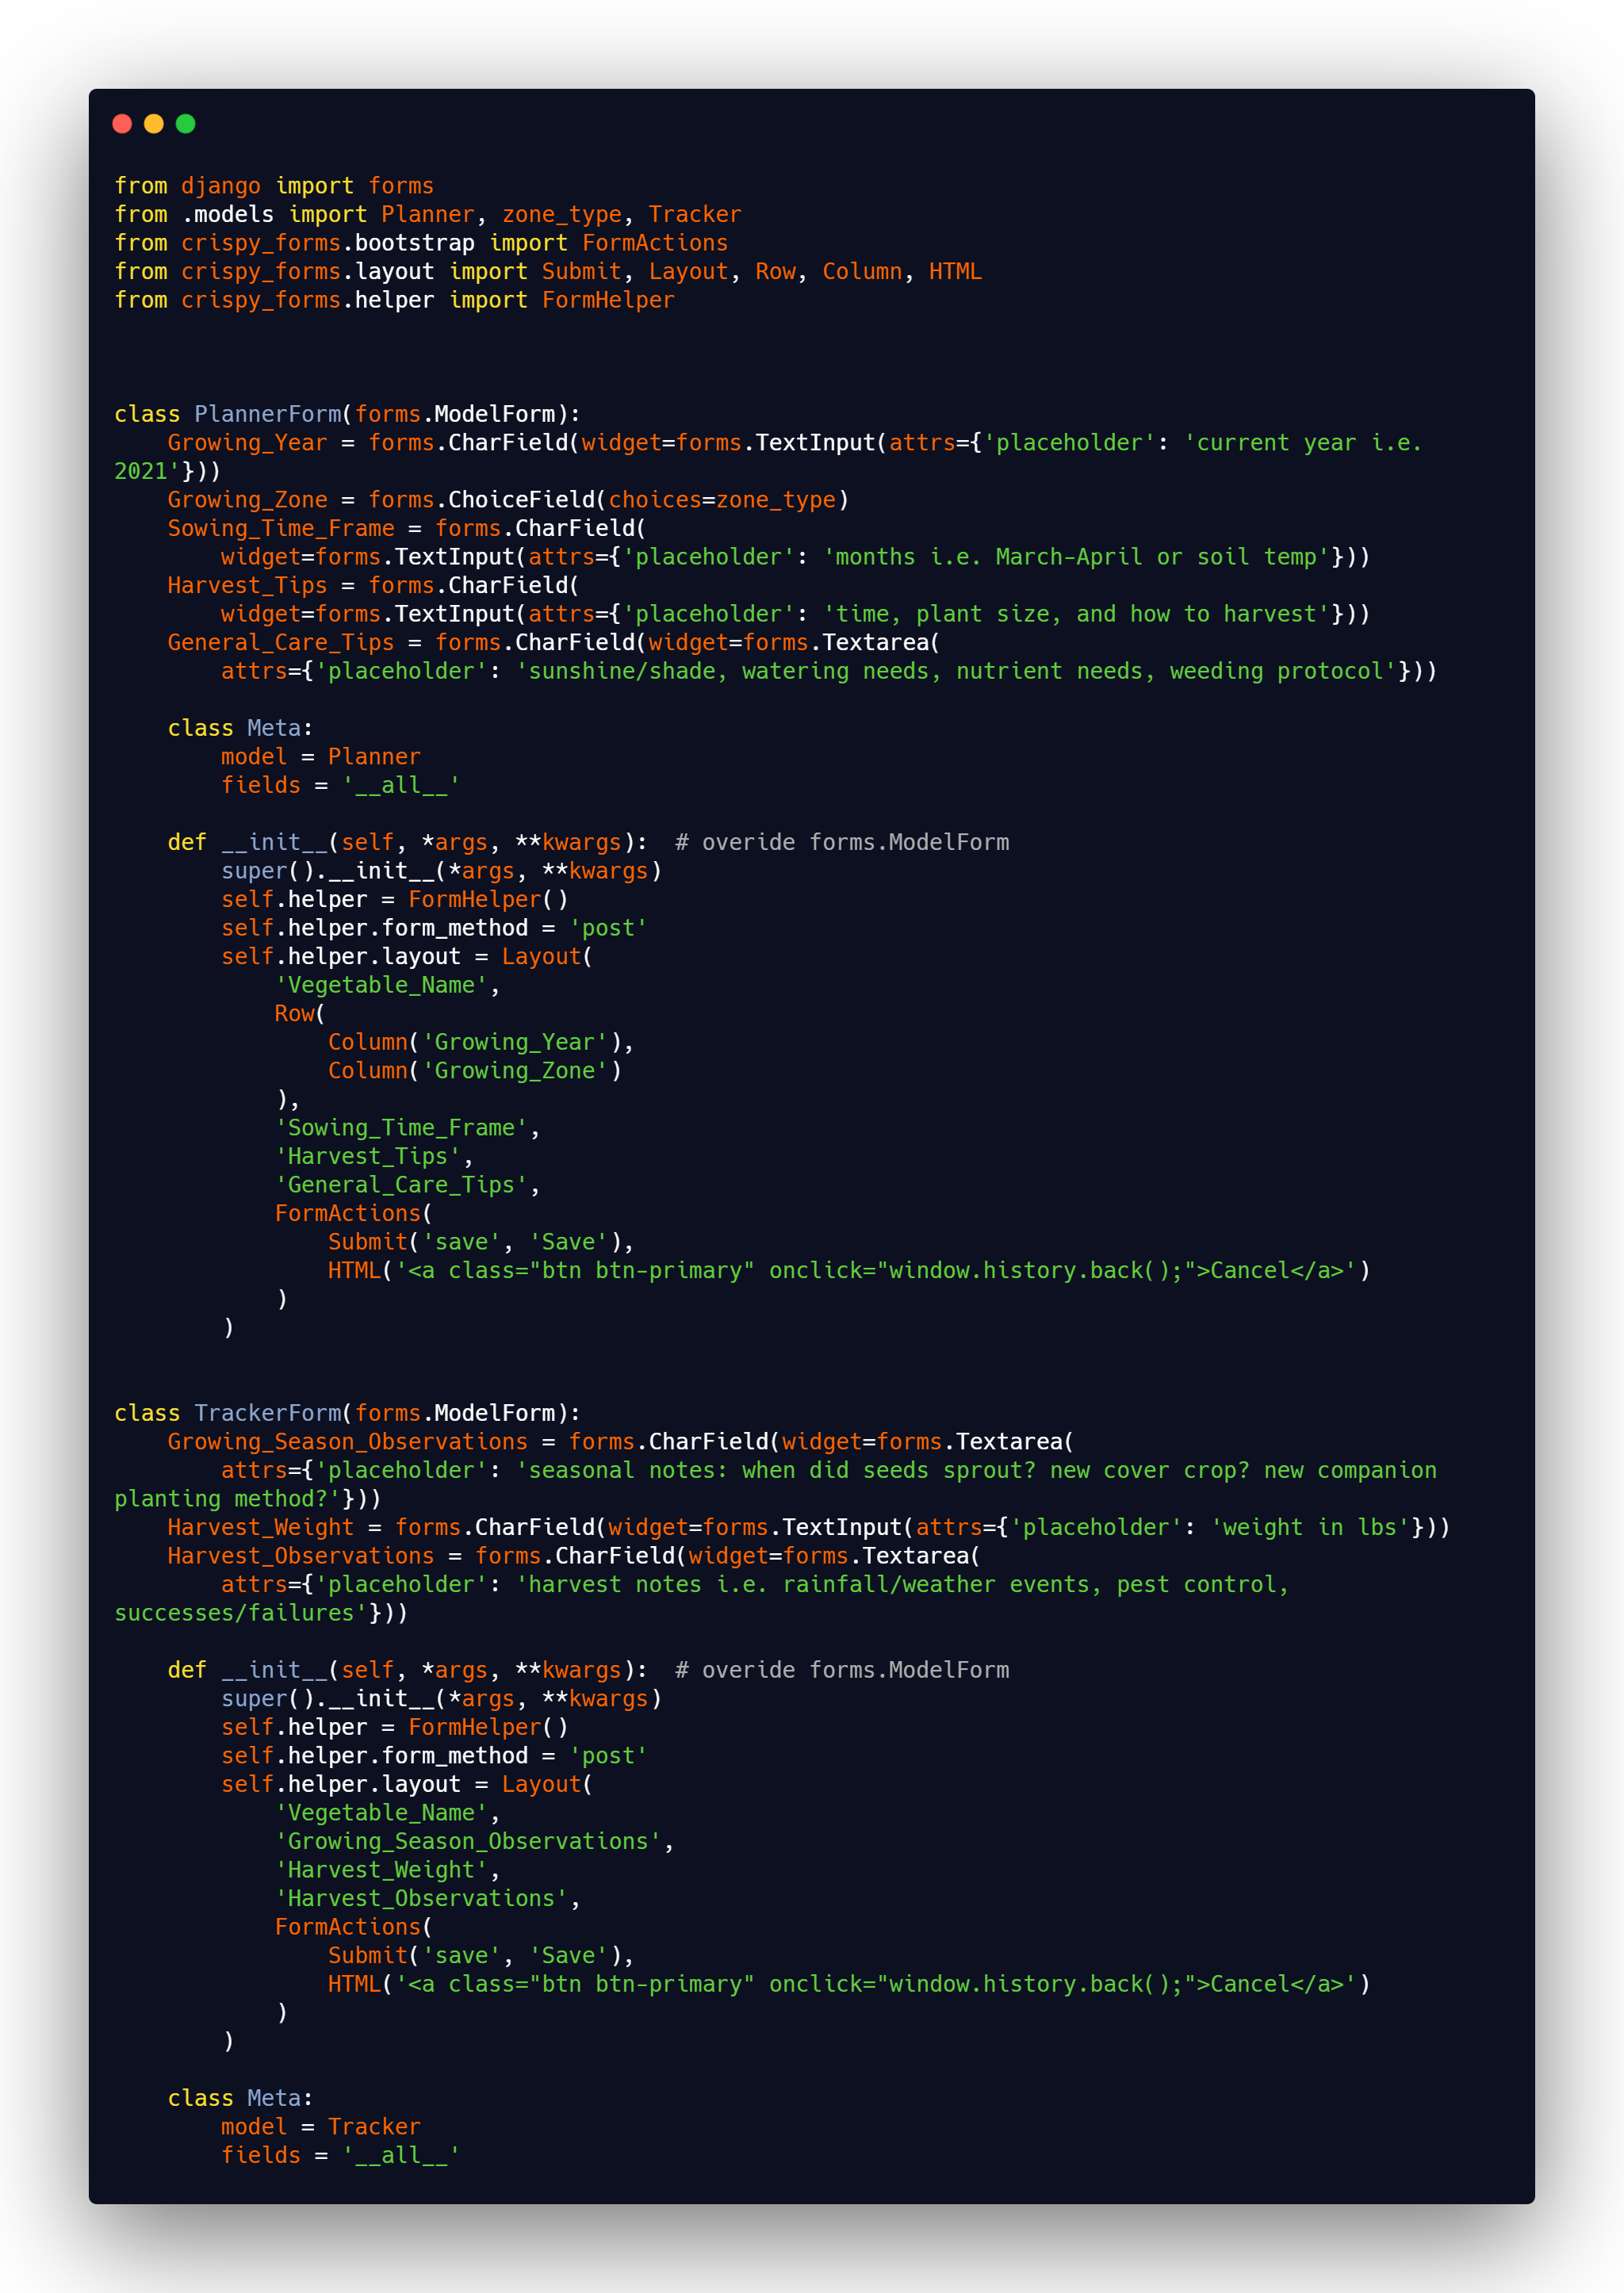 from django import forms
from .models import Planner, zone_type, Tracker
from crispy_forms.bootstrap import FormActions
from crispy_forms.layout import Submit, Layout, Row, Column, HTML
from crispy_forms.helper import FormHelper
class PlannerForm(forms.ModelForm):
    Growing_Year = forms.CharField(widget=forms.TextInput(attrs={'placeholder': 'current year i.e.
2021'}))
    Growing_Zone = forms.ChoiceField(choices=zone_type)
    Sowing_Time_Frame = forms.CharField(
        widget=forms.TextInput(attrs={'placeholder': 'months i.e. March-April or soil temp'}))
    Harvest_Tips = forms.CharField(
        widget=forms.TextInput(attrs={'placeholder': 'time, plant size, and how to harvest'}))
    General_Care_Tips = forms.CharField(widget=forms.Textarea(
        attrs={'placeholder': 'sunshine/shade, watering needs, nutrient needs, weeding protocol'}))
    class Meta:
        model = Planner
        fields = '__all__'
    def __init__(self, *args, **kwargs):  # overide forms.ModelForm
        super().__init__(*args, **kwargs)
        self.helper = FormHelper()
        self.helper.form_method = 'post'
        self.helper.layout = Layout(
            'Vegetable_Name',
            Row(
                Column('Growing_Year'),
                Column('Growing_Zone')
            ),
            'Sowing_Time_Frame',
            'Harvest_Tips',
            'General_Care_Tips',
            FormActions(
                Submit('save', 'Save'),
                HTML('<a class="btn btn-primary" onclick="window.history.back();">Cancel</a>')
            )
        )
class TrackerForm(forms.ModelForm):
    Growing_Season_Observations = forms.CharField(widget=forms.Textarea(
        attrs={'placeholder': 'seasonal notes: when did seeds sprout? new cover crop? new companion
planting method?'}))
    Harvest_Weight = forms.CharField(widget=forms.TextInput(attrs={'placeholder': 'weight in lbs'}))
    Harvest_Observations = forms.CharField(widget=forms.Textarea(
        attrs={'placeholder': 'harvest notes i.e. rainfall/weather events, pest control,
successes/failures'}))
    def __init__(self, *args, **kwargs):  # overide forms.ModelForm
        super().__init__(*args, **kwargs)
        self.helper = FormHelper()
        self.helper.form_method = 'post'
        self.helper.layout = Layout(
            'Vegetable_Name',
            'Growing_Season_Observations',
            'Harvest_Weight',
            'Harvest_Observations',
            FormActions(
                Submit('save', 'Save'),
                HTML('<a class="btn btn-primary" onclick="window.history.back();">Cancel</a>')
            )
        )
    class Meta:
        model = Tracker
        fields = '__all__'